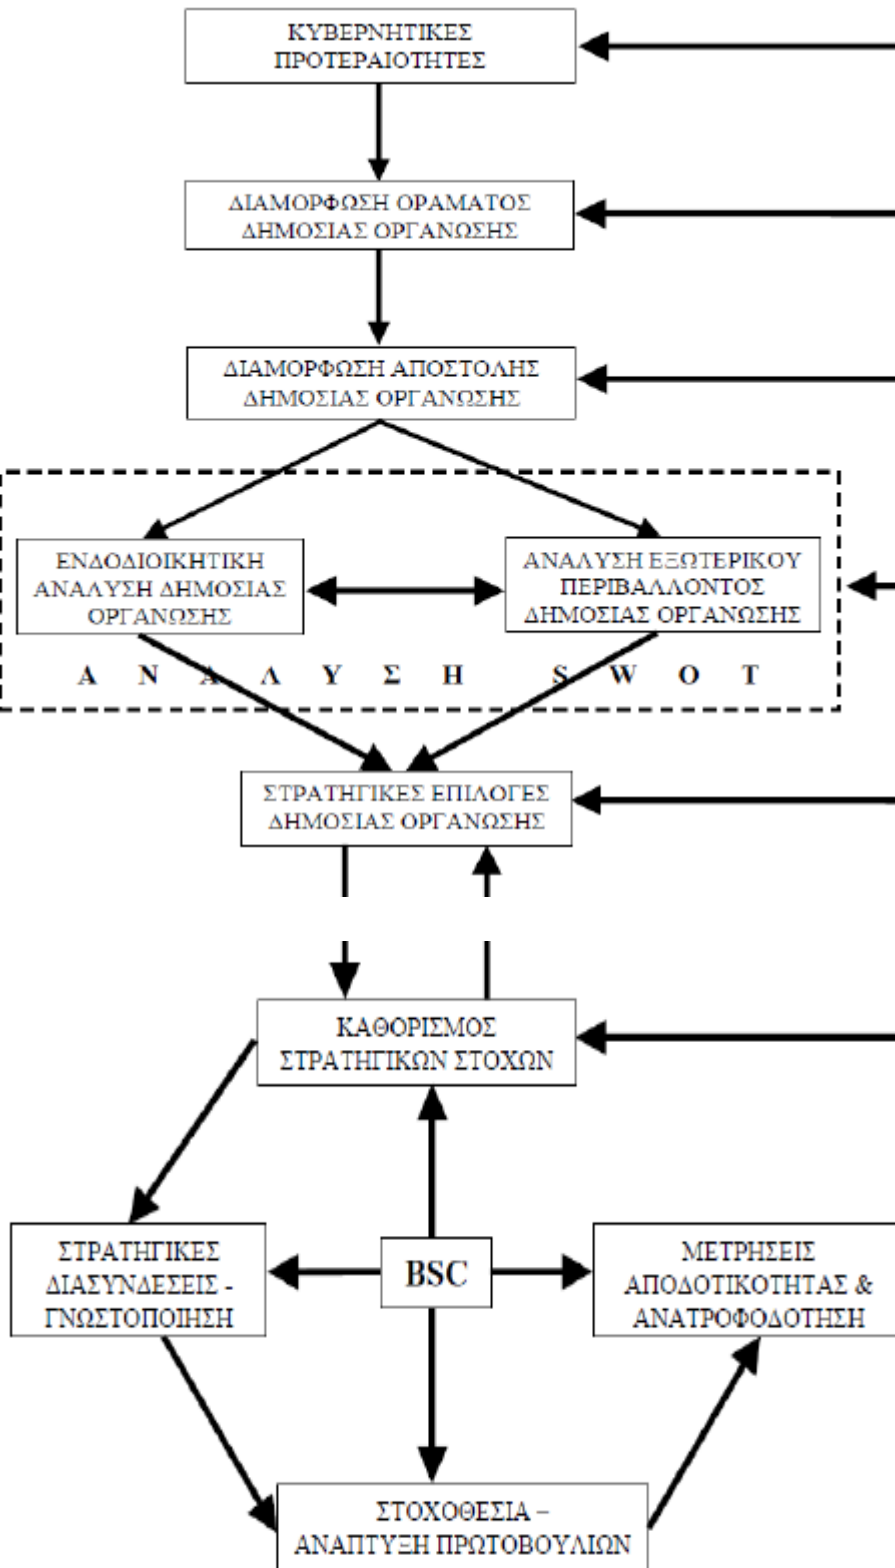 ΚΥΒΕΡΝΗΤΙΚΕΣ
ΠΡΟΤΕΡΑΙΟΤΗΤΕΣ
ΔΙΑΜΟΡΦΩΣΗ ΟΡΑΜΑΤΟΣ
ΔΗΜΟΣΙΑΣ ΟΡΓΑΝΩΣΗΣ
ΔΙΑΜΟΡΦΩΣΗ ΑΠΟΣΤΟΛΗΣ
ΔΗΜΟΣΙΑΣ ΟΡΓΑΝΩΣΗΣ
ΕΝΔΟΔΙΟΙΚΗΤΙΚΗ
ΑΝΑΛΥΣΗ ΔΗΜΟΣΙΑΣ
ΟΡΓΑΝΩΣΗΣ
ΑΝΑΛΥΣΗ ΕΞΩΤΕΡΙΚΟΥ
ΠΕΡΙΒΑΛΛΟΝΤΟΣ
ΔΗΜΟΣΙΑΣ ΟΡΓΑΝΩΣΗΣ
Α Ν Α Λ Υ Σ Η S W O T
ΣΤΡΑΤΗΓΙΚΕΣ ΕΠΙΛΟΓΕΣ
ΔΗΜΟΣΙΑΣ ΟΡΓΑΝΩΣΗΣ
ΚΑΘΟΡΙΣΜΟΣ
ΣΤΡΑΤΗΓΙΚΩΝ ΣΤΟΧΩΝ
ΣΤΡΑΤΗΓΙΚΕΣ
ΔΙΑΣΥΝΔΕΣΕΙΣ -
ΓΝΩΣΤΟΠΟΙΗΣΗ
BSC
ΜΕΤΡΗΣΕΙΣ
ΑΠΟΔΟΤΙΚΟΤΗΤΑΣ &
ΑΝΑΤΡΟΦΟΔΟΤΗΣΗ
ΣΤΟΧΟΘΕΣΙΑ –
ΑΝΑΠΤΥΞΗ ΠΡΩΤΟΒΟΥΛΙΩΝ